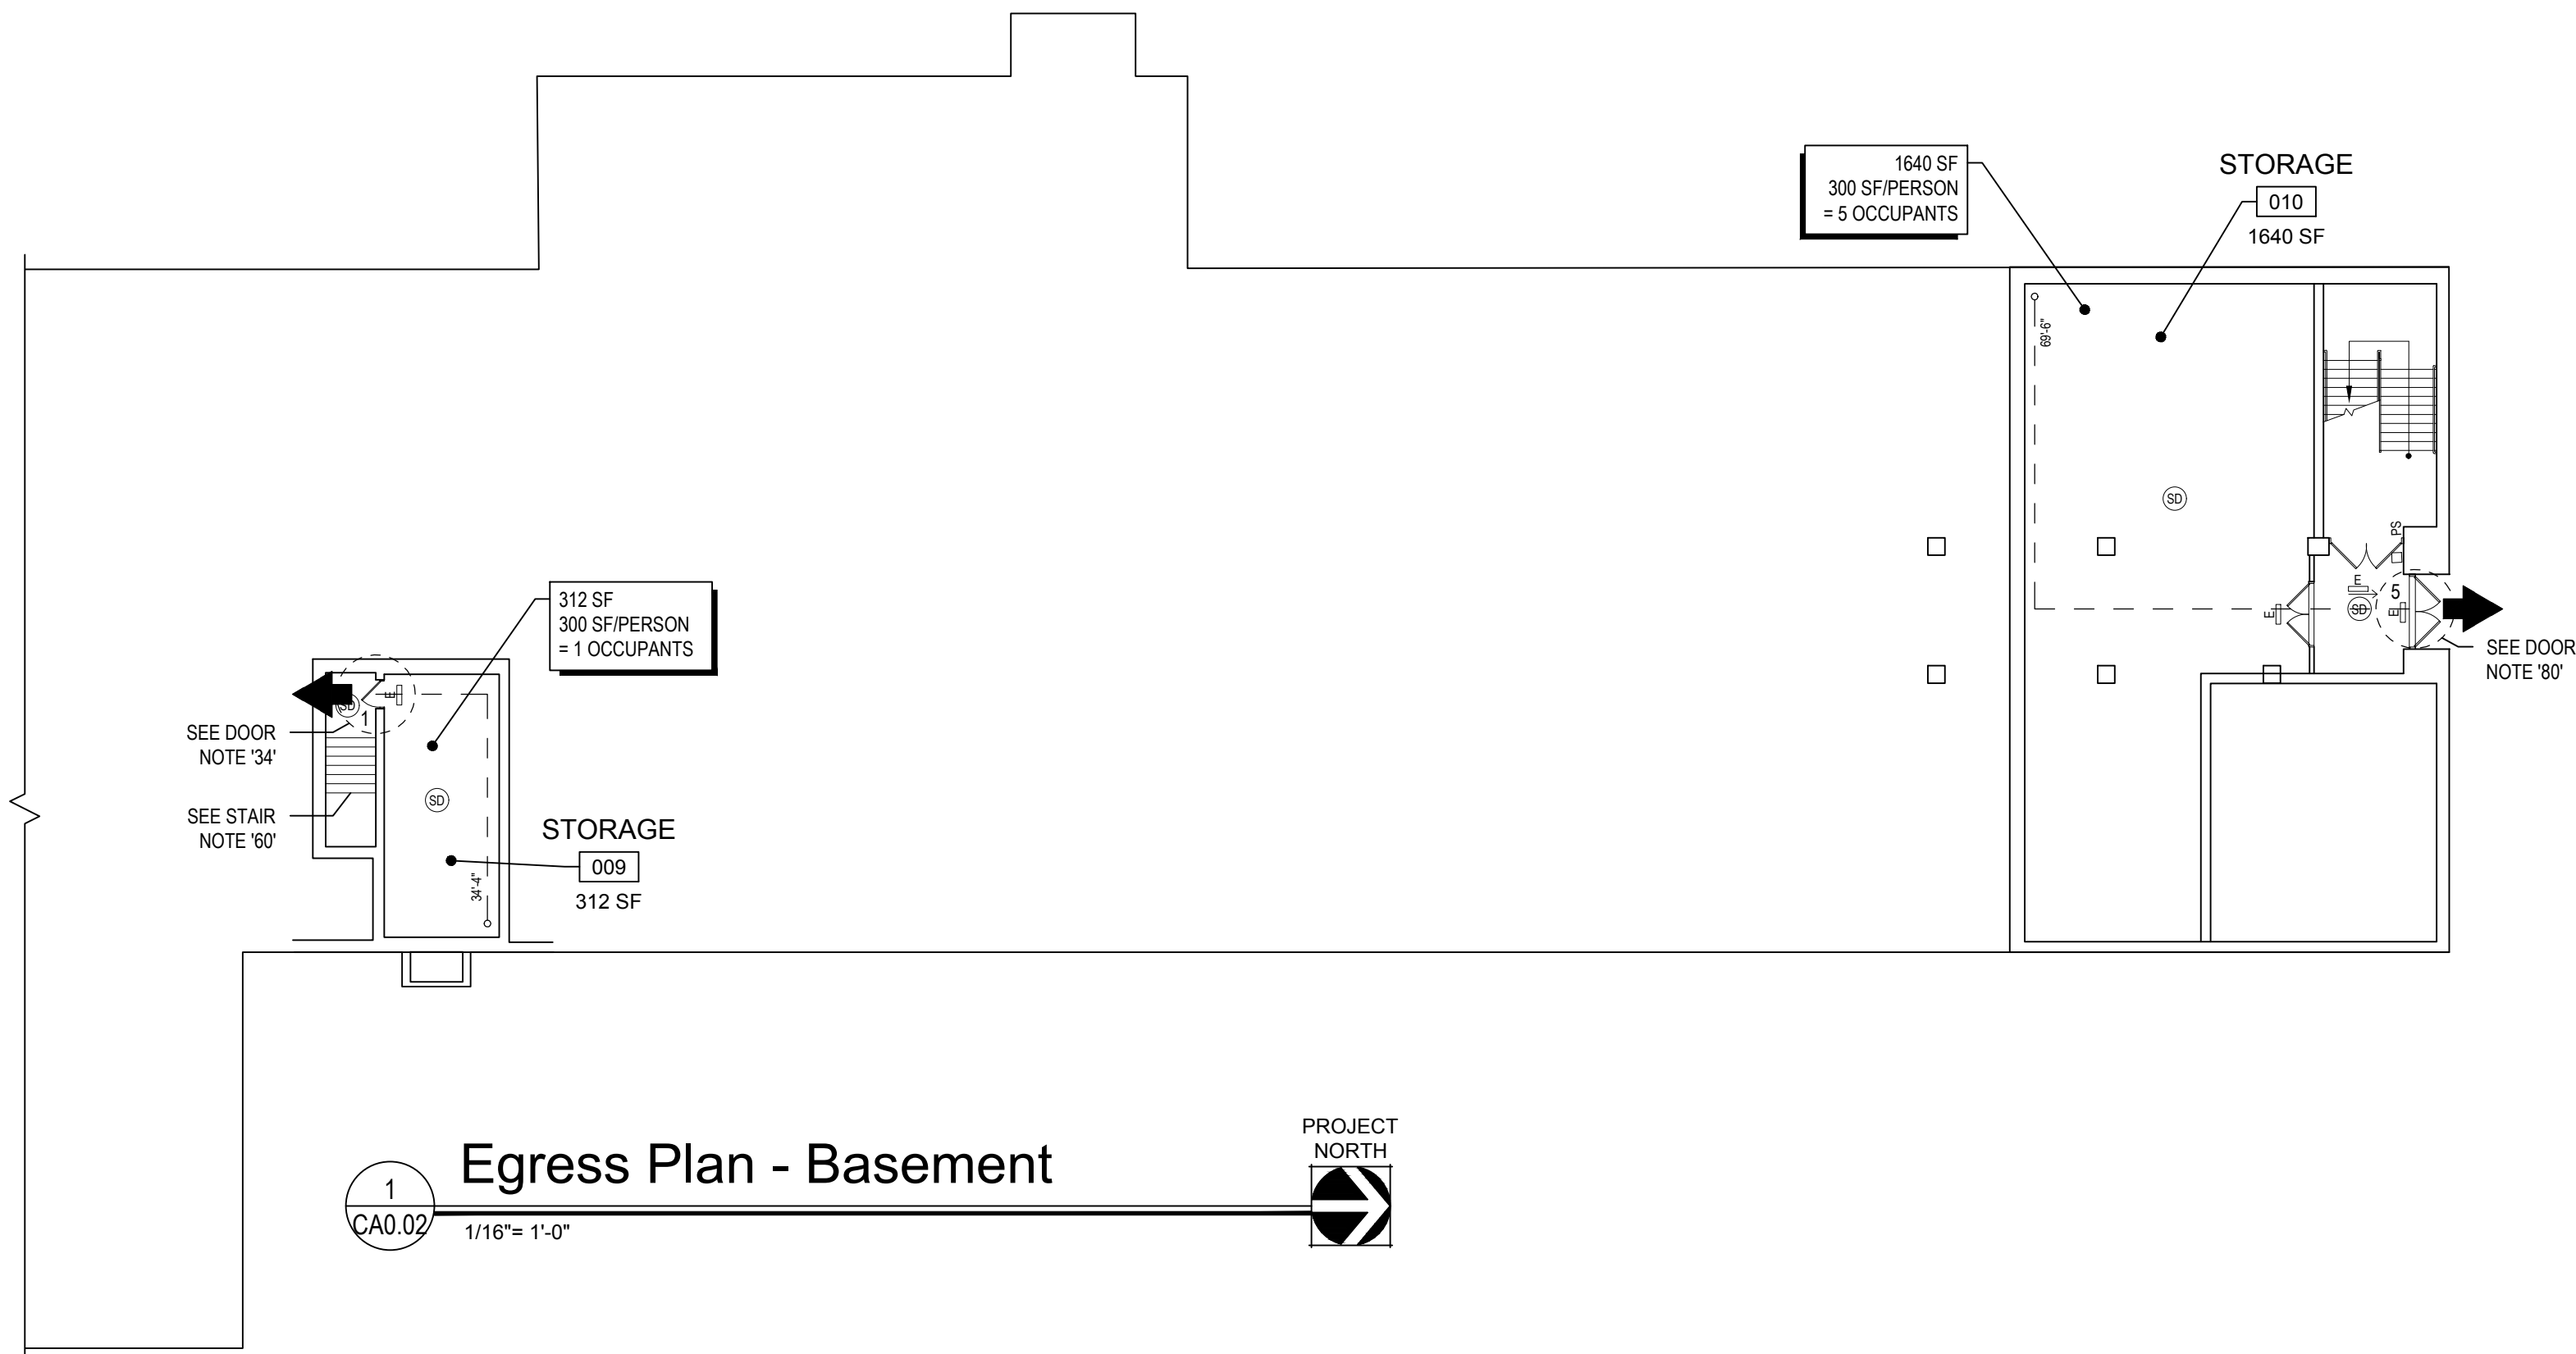 1640 SF
300 SF/PERSON
= 5 OCCUPANTS
STORAGE
010
1640 SF
69'-6"
SD
PS
E
E
SD
E
5
SEE DOOR
NOTE '80'
312 SF
300 SF/PERSON
= 1 OCCUPANTS
E
SD
1
SEE DOOR
NOTE '34'
SEE STAIR
NOTE '60'
SD
STORAGE
009
312 SF
34'-4"
PROJECT
NORTH
1
CA0.02
Egress Plan - Basement
1/16"= 1'-0"